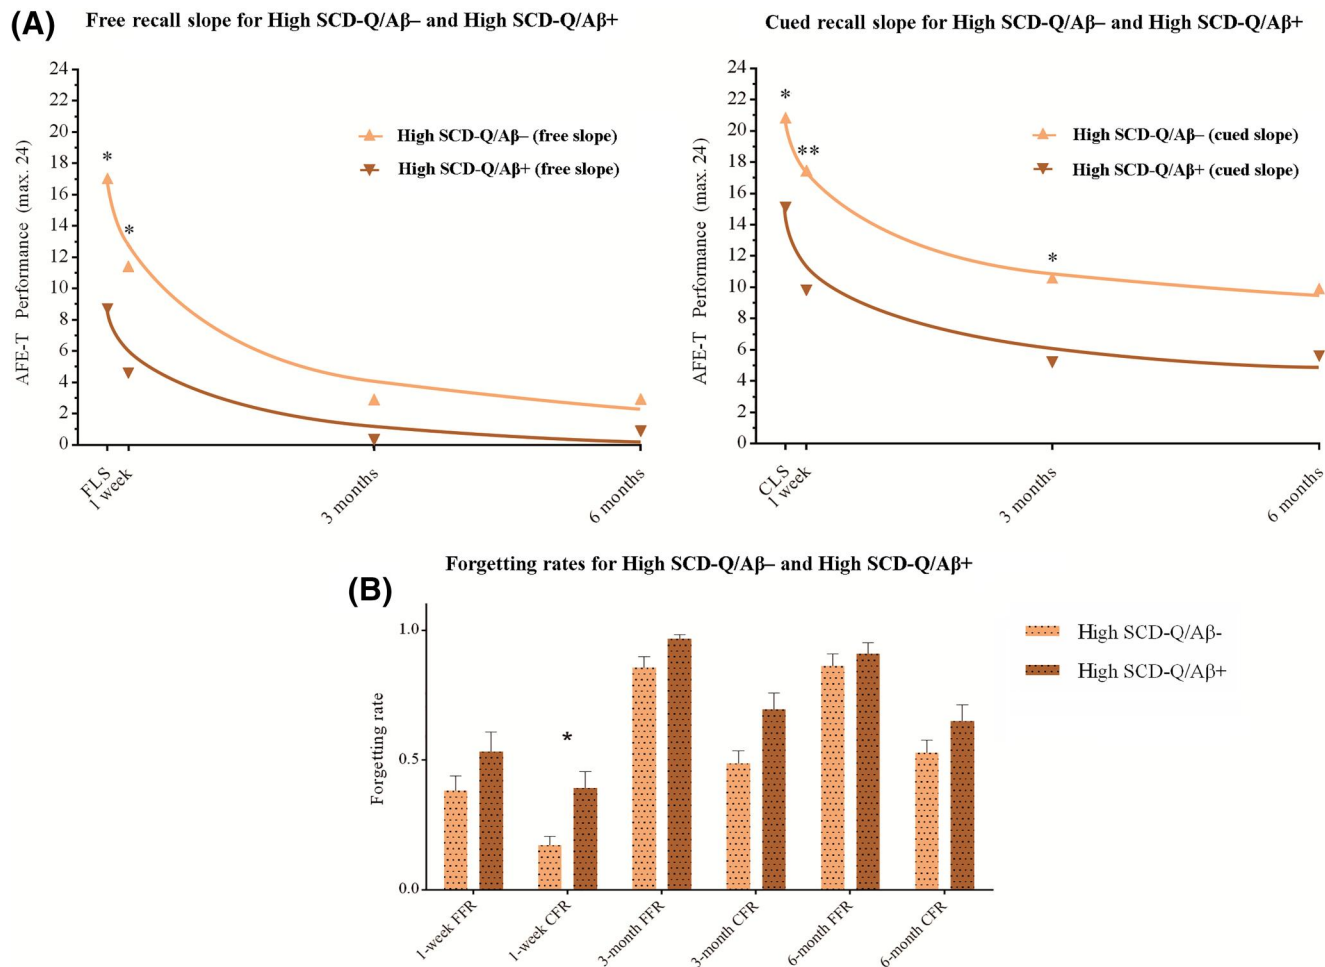 (A)
Free recall slope for High SCD-Q/Aβ– and High SCD-Q/Aβ+
24
22
20
18
16
14
12
10
8
6
4
2
0
AFE-T Performance (max. 24)
*
*
High SCD-Q/Aβ– (free slope)
High SCD-Q/Aβ+ (free slope)
FLS
1 week
3 months
6 months
Cued recall slope for High SCD-Q/Aβ– and High SCD-Q/Aβ+
24
22
20
18
16
14
12
10
8
6
4
2
0
AFE-T Performance (max. 24)
*
**
*
High SCD-Q/Aβ– (cued slope)
High SCD-Q/Aβ+ (cued slope)
CLS
1 week
3 months
6 months
(B)
Forgetting rates for High SCD-Q/Aβ– and High SCD-Q/Aβ+
1.0
0.5
0.0
Forgetting rate
*
High SCD-Q/Aβ-
High SCD-Q/Aβ+
1-week FFR
1-week CFR
3-month FFR
3-month CFR
6-month FFR
6-month CFR